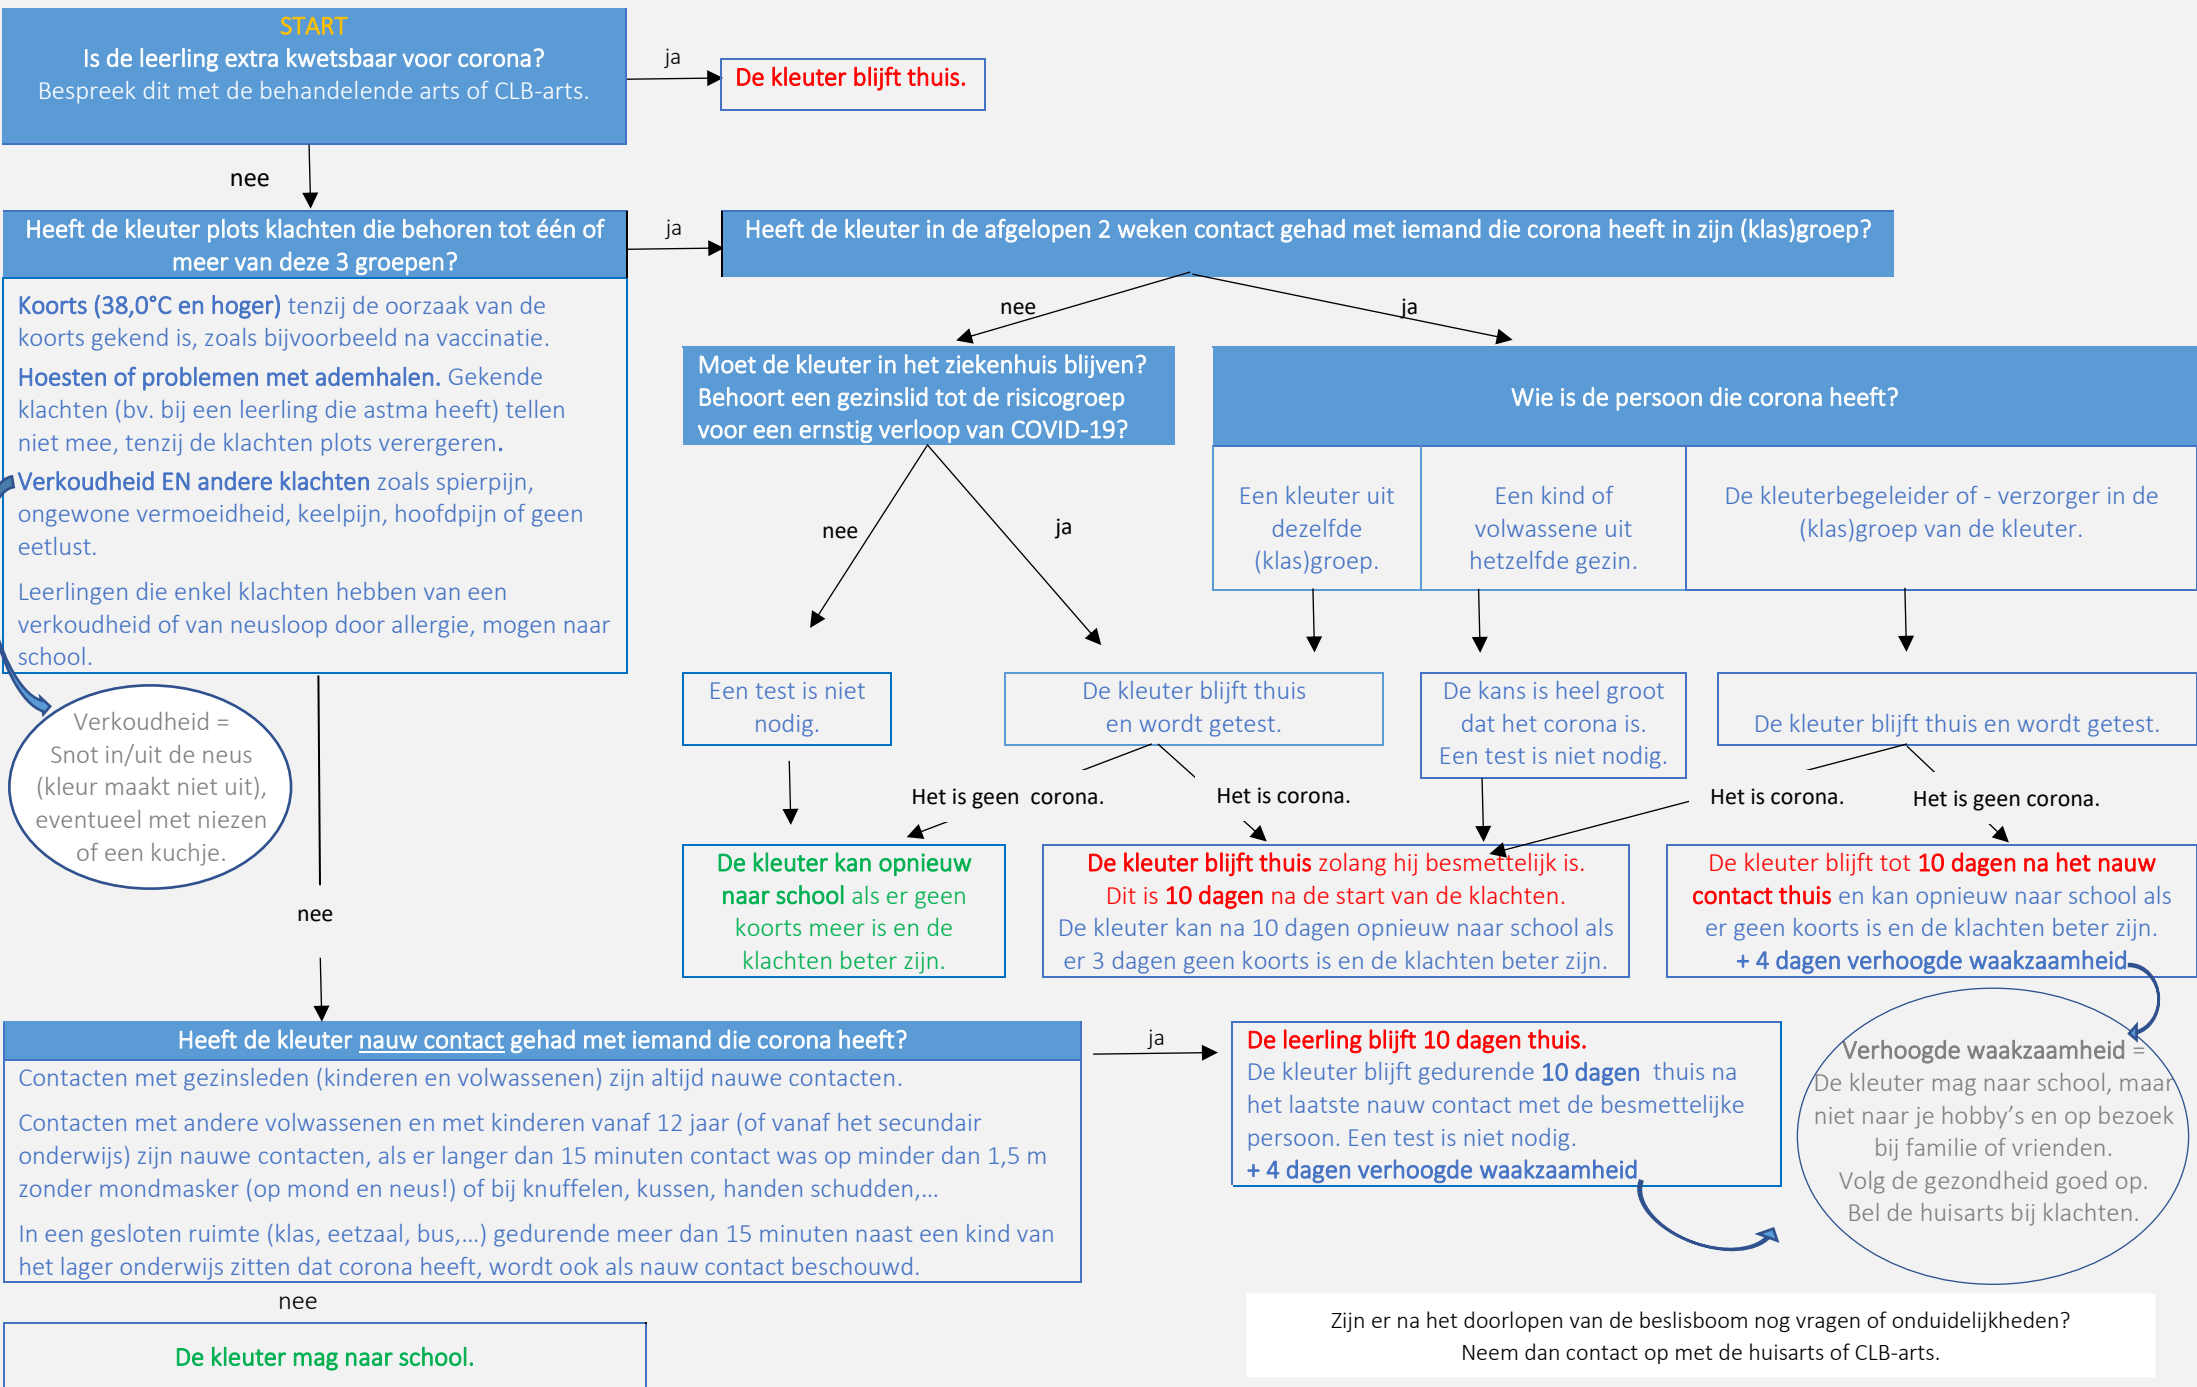 START
Is de leerling extra kwetsbaar voor corona?
Bespreek dit met de behandelende arts of CLB-arts.
ja
De kleuter blijft thuis.
nee
Heeft de kleuter plots klachten die behoren tot één of
meer van deze 3 groepen?
ja
Heeft de kleuter in de afgelopen 2 weken contact gehad met iemand die corona heeft in zijn (klas)groep?
Koorts (38,0°C en hoger) tenzij de oorzaak van de
koorts gekend is, zoals bijvoorbeeld na vaccinatie.
Hoesten of problemen met ademhalen. Gekende
klachten (bv. bij een leerling die astma heeft) tellen
niet mee, tenzij de klachten plots verergeren.
Verkoudheid EN andere klachten zoals spierpijn,
ongewone vermoeidheid, keelpijn, hoofdpijn of geen
eetlust.
Leerlingen die enkel klachten hebben van een
verkoudheid of van neusloop door allergie, mogen naar
school.
Verkoudheid =
Snot in/uit de neus
(kleur maakt niet uit),
eventueel met niezen
of een kuchje.
nee
ja
Moet de kleuter in het ziekenhuis blijven?
Behoort een gezinslid tot de risicogroep
voor een ernstig verloop van COVID-19?
Wie is de persoon die corona heeft?
nee
ja
Een kleuter uit
dezelfde
(klas)groep.
Een kind of
volwassene uit
hetzelfde gezin.
De kleuterbegeleider of - verzorger in de
(klas)groep van de kleuter.
Een test is niet
nodig.
De kleuter blijft thuis
en wordt getest.
De kans is heel groot
dat het corona is.
Een test is niet nodig.
De kleuter blijft thuis en wordt getest.
Het is geen corona.
Het is corona.
Het is corona.
Het is geen corona.
De kleuter kan opnieuw
naar school als er geen
koorts meer is en de
klachten beter zijn.
De kleuter blijft thuis zolang hij besmettelijk is.
Dit is 10 dagen na de start van de klachten.
De kleuter kan na 10 dagen opnieuw naar school als
er 3 dagen geen koorts is en de klachten beter zijn.
De kleuter blijft tot 10 dagen na het nauw
contact thuis en kan opnieuw naar school als
er geen koorts is en de klachten beter zijn.
+ 4 dagen verhoogde waakzaamheid
nee
Heeft de kleuter nauw contact gehad met iemand die corona heeft?
Contacten met gezinsleden (kinderen en volwassenen) zijn altijd nauwe contacten.
Contacten met andere volwassenen en met kinderen vanaf 12 jaar (of vanaf het secundair
onderwijs) zijn nauwe contacten, als er langer dan 15 minuten contact was op minder dan 1,5 m
zonder mondmasker (op mond en neus!) of bij knuffelen, kussen, handen schudden,…
In een gesloten ruimte (klas, eetzaal, bus,…) gedurende meer dan 15 minuten naast een kind van
het lager onderwijs zitten dat corona heeft, wordt ook als nauw contact beschouwd.
ja
De leerling blijft 10 dagen thuis.
De kleuter blijft gedurende 10 dagen thuis na
het laatste nauw contact met de besmettelijke
persoon. Een test is niet nodig.
+ 4 dagen verhoogde waakzaamheid
Verhoogde waakzaamheid =
De kleuter mag naar school, maar
niet naar je hobby's en op bezoek
bij familie of vrienden.
Volg de gezondheid goed op.
Bel de huisarts bij klachten.
nee
De kleuter mag naar school.
Zijn er na het doorlopen van de beslisboom nog vragen of onduidelijkheden?
Neem dan contact op met de huisarts of CLB-arts.